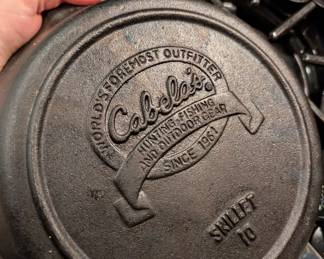 WORLD'S FOREMOST OUTFITTER
Cabela's
HUNTING, FISHING
AND OUTDOOR GEAR
SINCE 1961
SKILLET
10